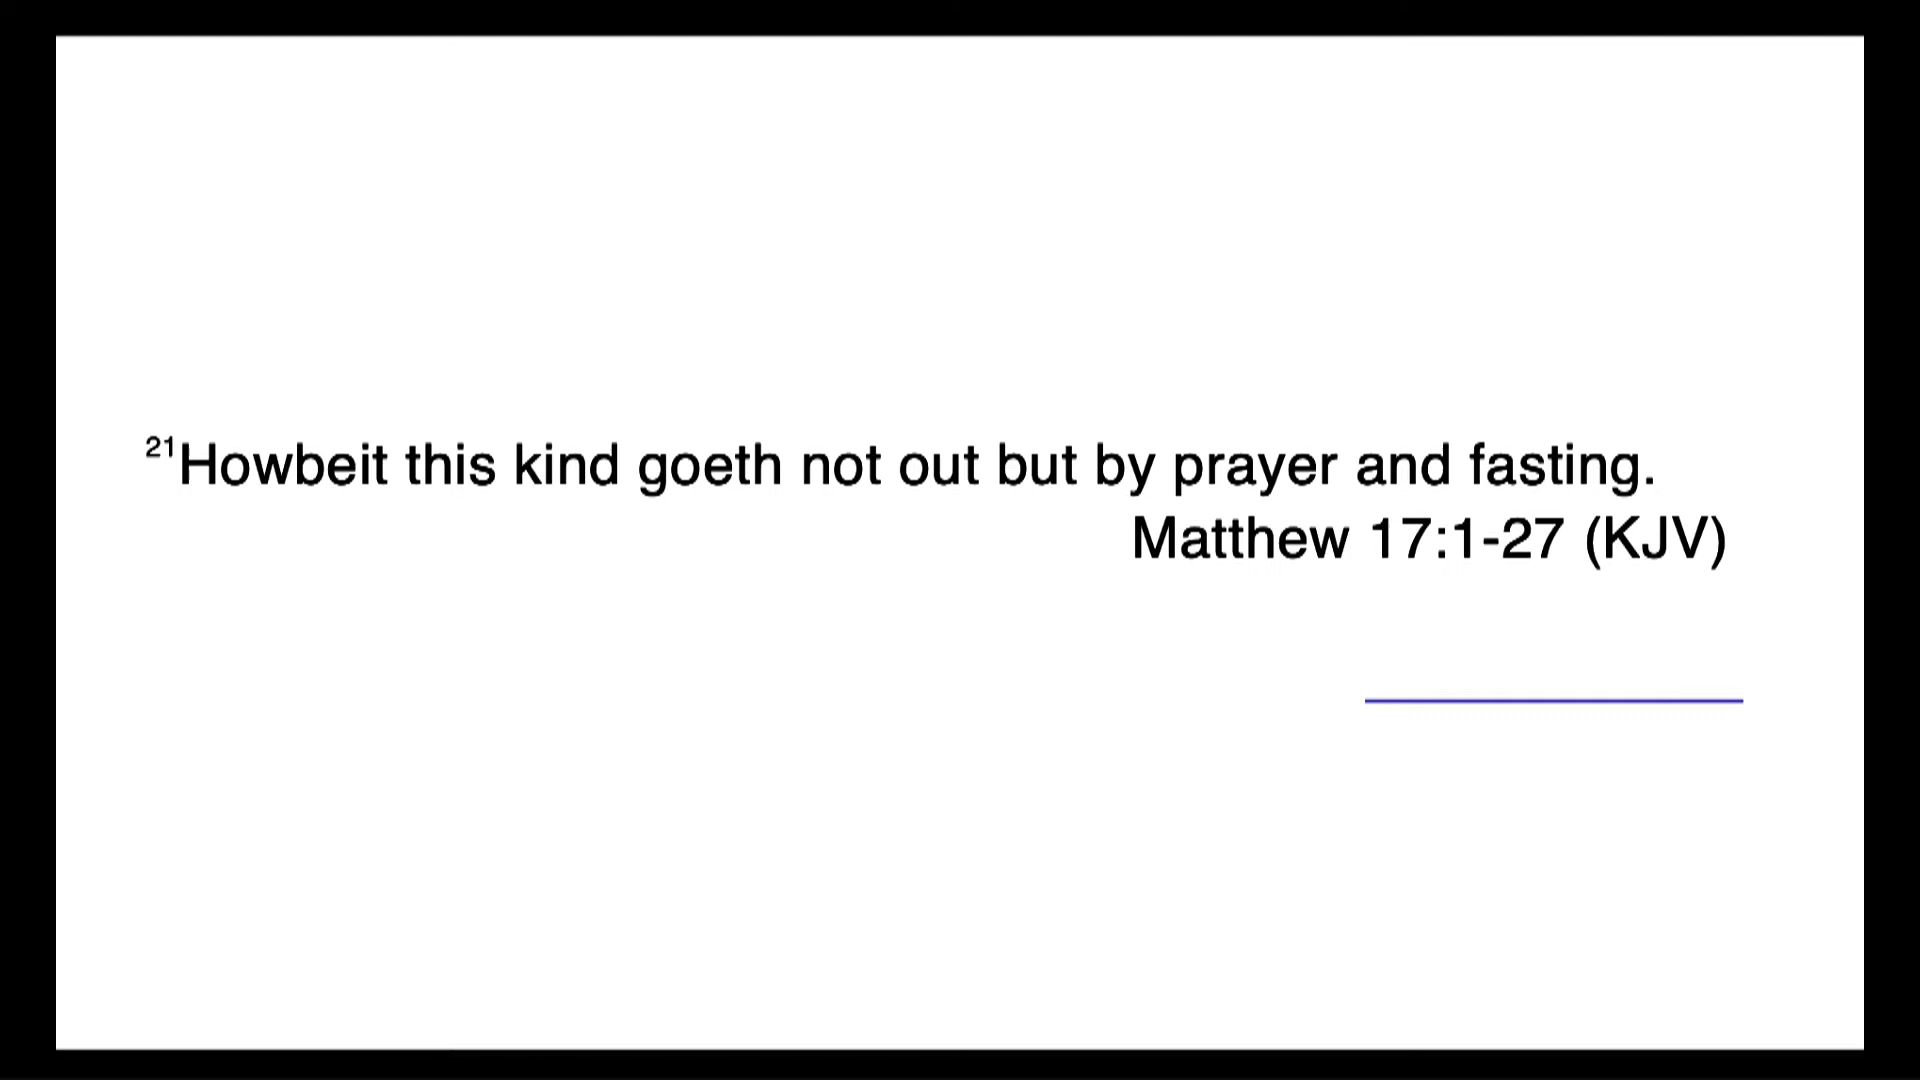 21Howbeit this kind goeth not out but by prayer and fasting.
Matthew 17:1-27 (KJV)